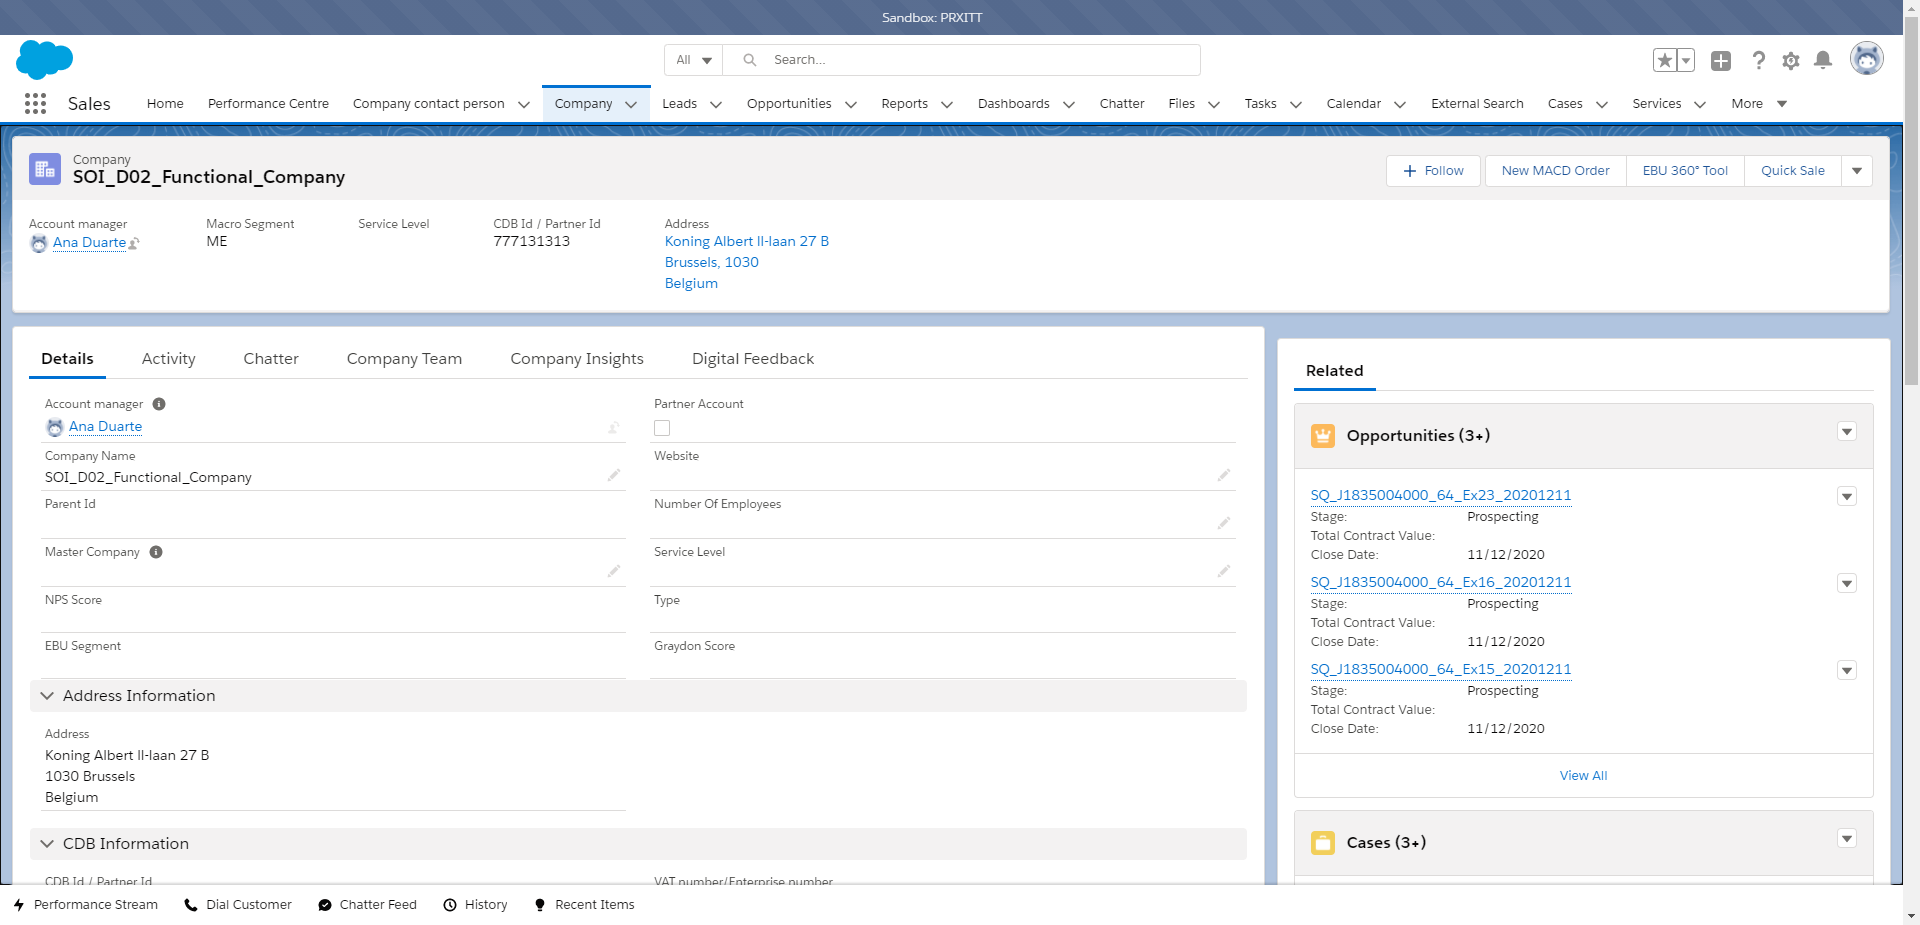 Sandbox: PRXITT
All
Search...
Sales
Home
Performance Centre
Company contact person
Company
Leads
Opportunities
Reports
Dashboards
Chatter
Files
Tasks
Calendar
External Search
Cases
Services
More
Company
SOI_D02_Functional_Company
Follow
New MACD Order
EBU 360° Tool
Quick Sale
Account manager
Ana Duarte
Macro Segment
ME
Service Level
CDB Id / Partner Id
777131313
Address
Koning Albert II-laan 27 B
Brussels, 1030
Belgium
Details
Activity
Chatter
Company Team
Company Insights
Digital Feedback
Account manager
Ana Duarte
Partner Account
Company Name
SOI_D02_Functional_Company
Website
Parent Id
Number Of Employees
Master Company
Service Level
NPS Score
Type
EBU Segment
Graydon Score
Address Information
Address
Koning Albert II-laan 27 B
1030 Brussels
Belgium
CDB Information
CDB Id / Partner Id
VAT number/Enterprise number
Related
Opportunities (3+)
SQ_J1835004000_64_Ex23_20201211
Stage: Prospecting
Total Contract Value:
Close Date: 11/12/2020
SQ_J1835004000_64_Ex16_20201211
Stage: Prospecting
Total Contract Value:
Close Date: 11/12/2020
SQ_J1835004000_64_Ex15_20201211
Stage: Prospecting
Total Contract Value:
Close Date: 11/12/2020
View All
Cases (3+)
Performance Stream
Dial Customer
Chatter Feed
History
Recent Items